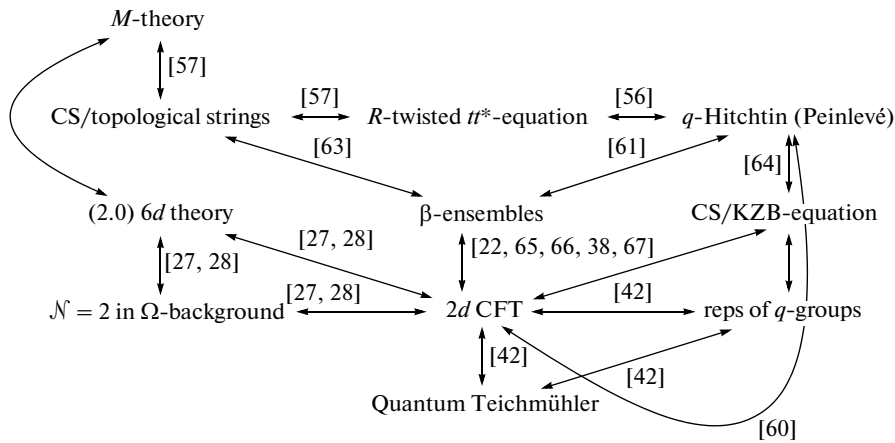 M-theory
[57]
CS/topological strings [57] R-twisted tt*-equation [56] q-Hitchtin (Peinlevé)
[63] [61] [64]
(2.0) 6d theory β-ensembles CS/KZB-equation
[27, 28] [27, 28] [22, 65, 66, 38, 67]
[27, 28] [42]
𝒩 = 2 in Ω-background 2d CFT reps of q-groups
[42] [42]
Quantum Teichmühler
[60]